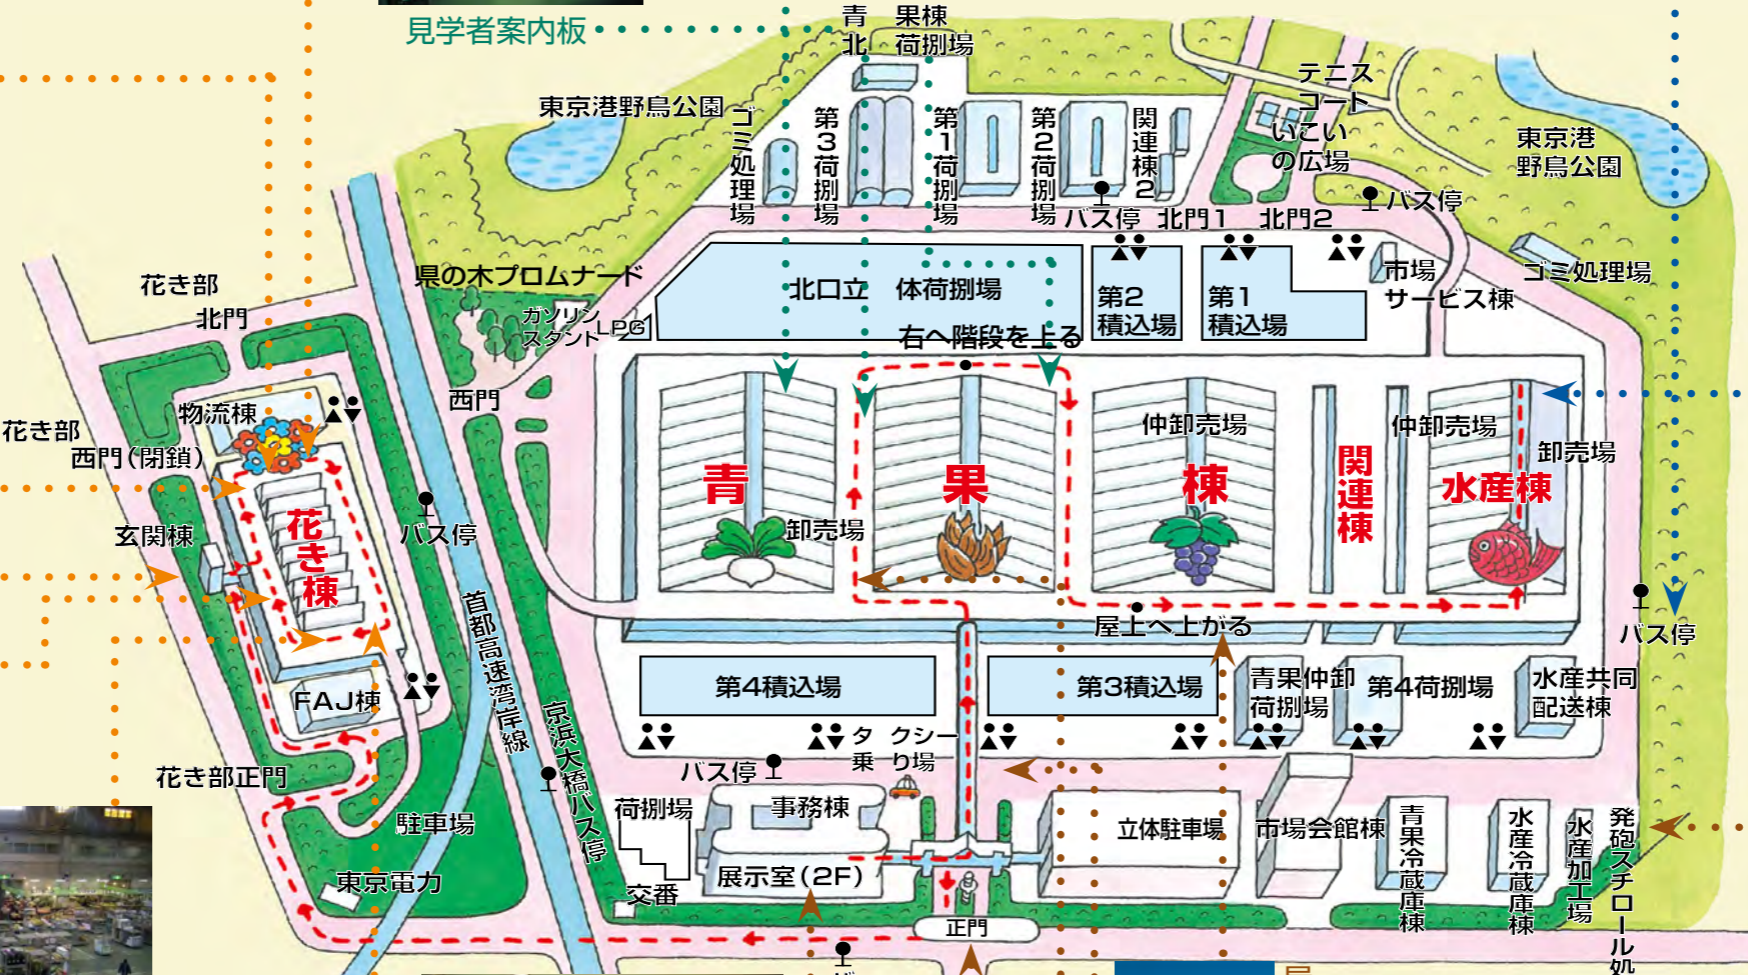 見学者案内板
青果棟
北荷捌場
東京港野鳥公園
ゴミ処理場
第3荷捌場
第1荷捌場
第2荷捌場
関連棟2
テニス
コート
いこい
の広場
東京港
野鳥公園
バス停
北門1
北門2
バス停
市場
サービス棟
ゴミ処理場
花き部
北門
県の木プロムナード
ガソリン
スタンド
LPG
北口立体荷捌場
第2
積込場
第1
積込場
右へ階段を上る
西門
物流棟
花き部
西門(閉鎖)
玄関棟
花き棟
バス停
青果棟
卸売場
仲卸売場
関連棟
仲卸売場
卸売場
水産棟
首都高速湾岸線
屋上へ上がる
バス停
FAJ棟
第4積込場
第3積込場
青果仲卸
荷捌場
第4荷捌場
水産共同
配送棟
京浜大橋バス停
タクシー
乗り場
バス停
花き部正門
駐車場
荷捌場
事務棟
立体駐車場
市場会館棟
青果冷蔵庫棟
水産冷蔵庫棟
水産加工場
発砲スチロール処
東京電力
展示室(2F)
交番
正門